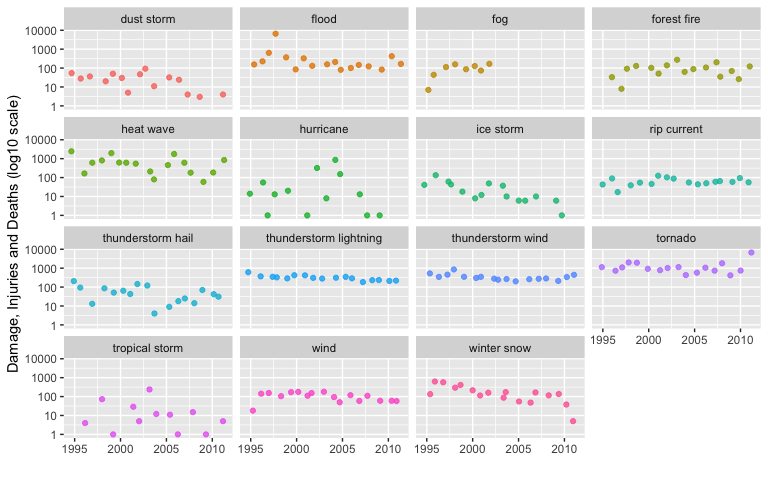 Damage, Injuries and Deaths (log10 scale)
dust storm flood fog forest fire
10000
1000
100
10
1
heat wave hurricane ice storm rip current
10000
1000
100
10
1
thunderstorm hail thunderstorm lightning thunderstorm wind tornado
10000
1000
100
10
1
1995 2000 2005 2010
tropical storm wind winter snow
10000
1000
100
10
1
1995 2000 2005 2010 1995 2000 2005 2010 1995 2000 2005 2010